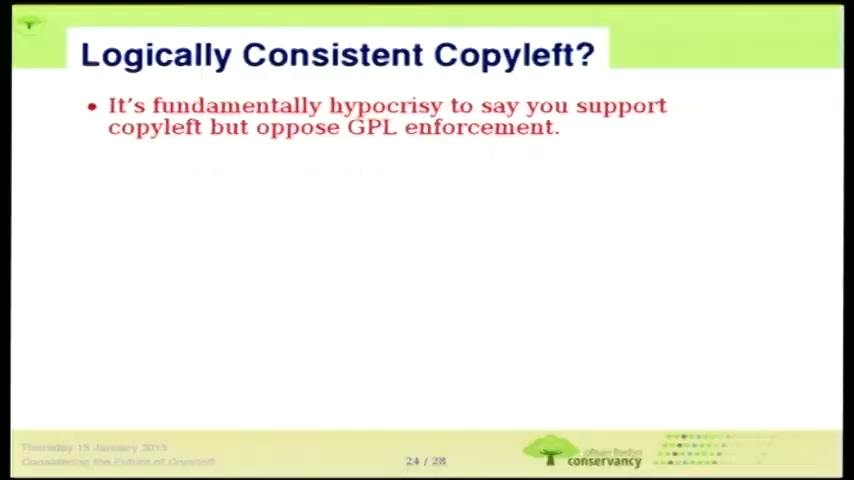 Logically Consistent Copyleft?
• It's fundamentally hypocrisy to say you support
copyleft but oppose GPL enforcement.
Thursday 15 January 2015
Considering the Future of Copyleft
24 / 28
conservancy